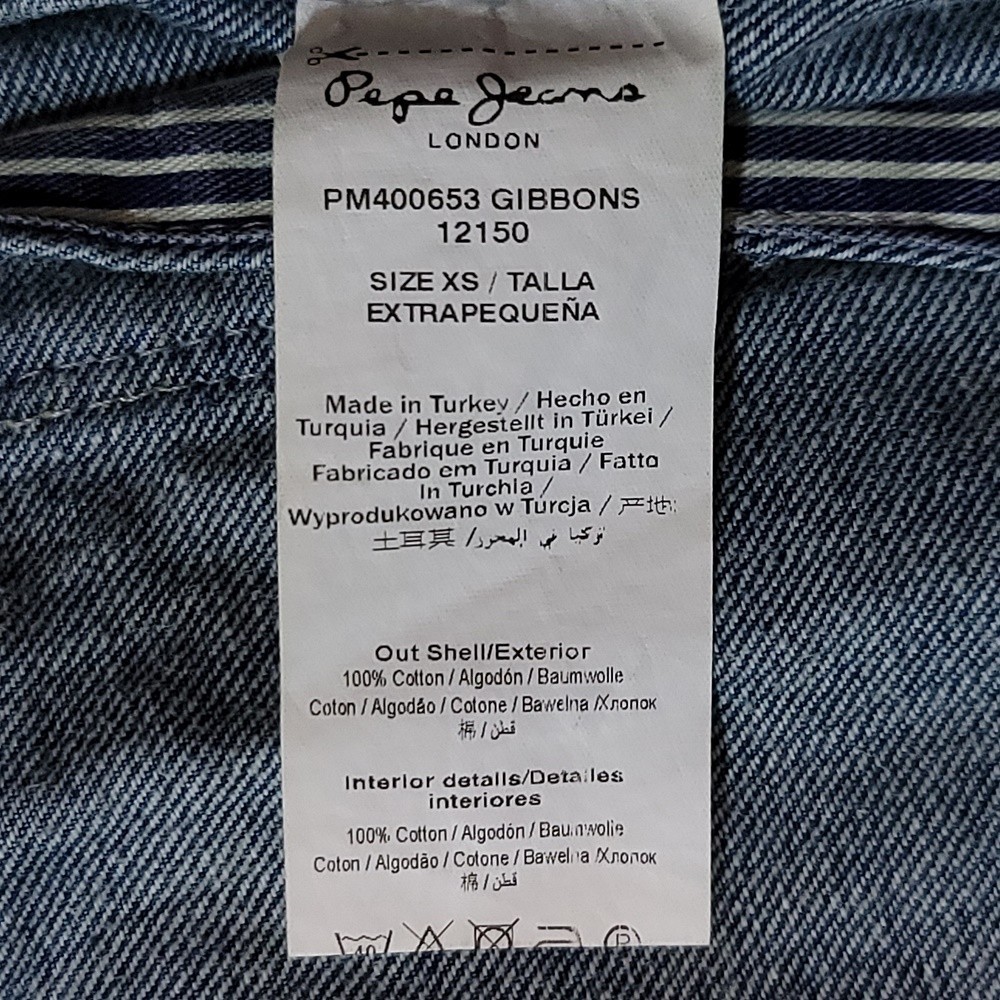 Pepe Jeans
LONDON
PM400653 GIBBONS
12150
SIZE XS / TALLA
EXTRAPEQUEÑA
Made in Turkey / Hecho en
Turquia / Hergestellt in Türkei /
Fabrique en Turquie
Fabricado em Turquia / Fatto
In Turchia /
Wyprodukowano w Turcja / 产地:
土耳其 / تركيا في
Out Shell/Exterior
100% Cotton / Algodón / Baumwolle
Coton / Algodão / Cotone / Bawelna /Хлопок
棉 / قطن
Interior details/Detalles
interiores
100% Cotton / Algodón / Baumwolle
Coton / Algodão / Cotone / Bawelna /Хлопок
棉 / قطن
40 P